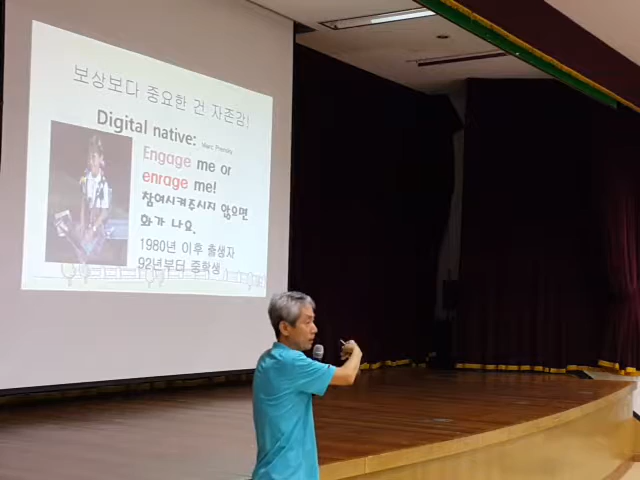 보상보다 중요한 건 자존감!
Digital native: Marc Prensky
Engage me or
enrage me!
참여시켜주시지 않으면
화가 나요.
1980년 이후 출생자
92년부터 중학생